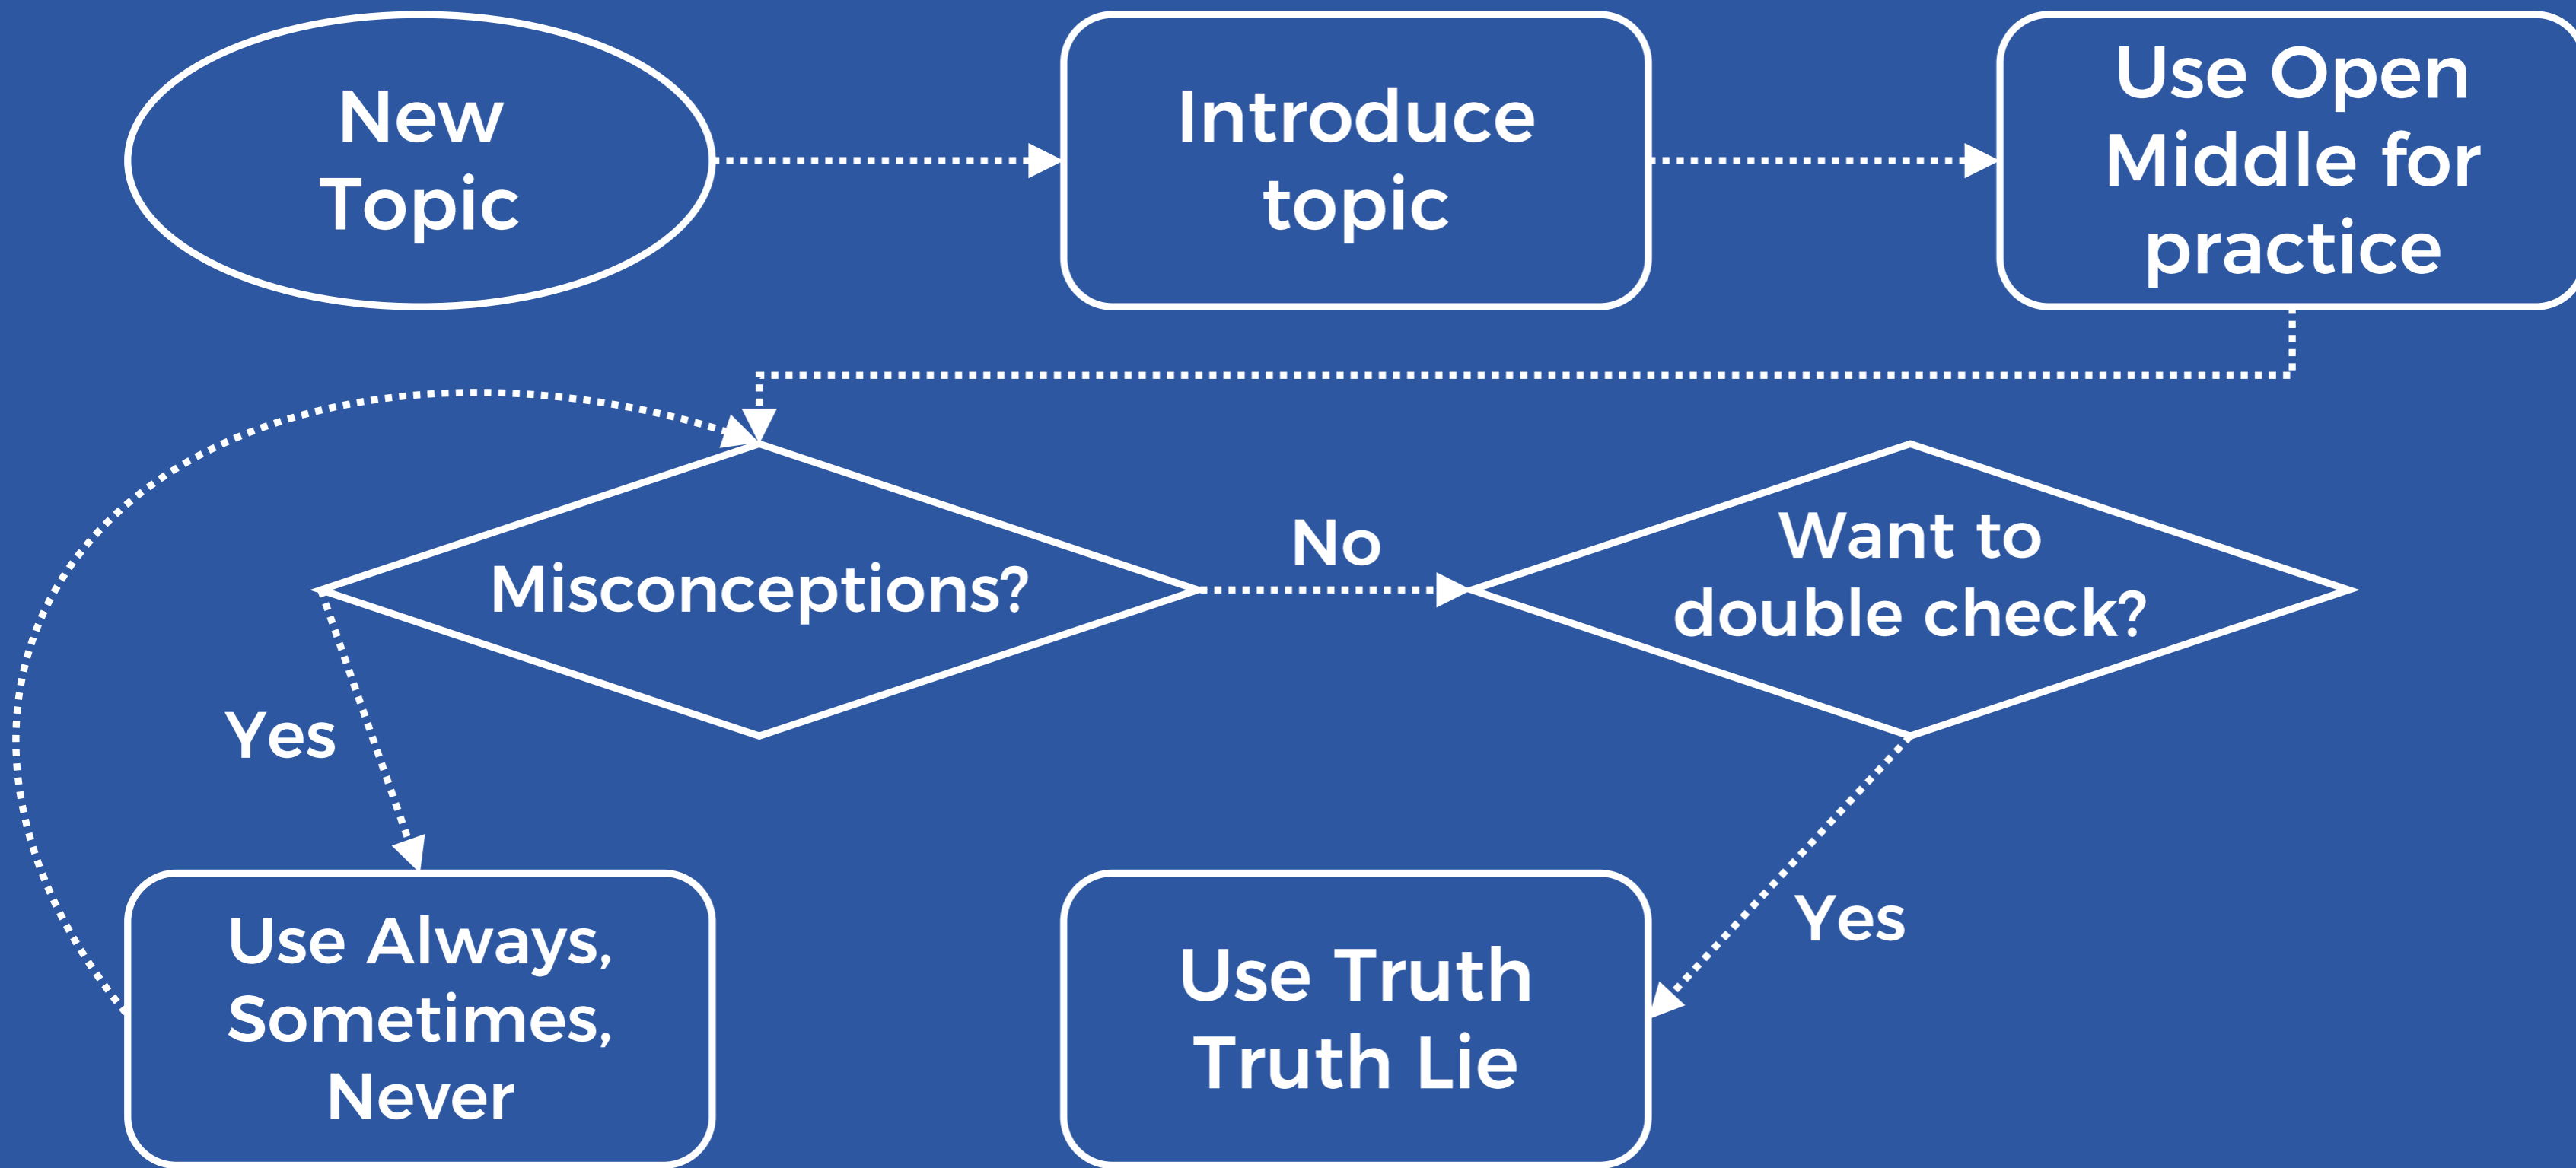 New
Topic
Introduce
topic
Use Open
Middle for
practice
Misconceptions?
No
Want to
double check?
Yes
Use Always,
Sometimes,
Never
Use Truth
Truth Lie
Yes